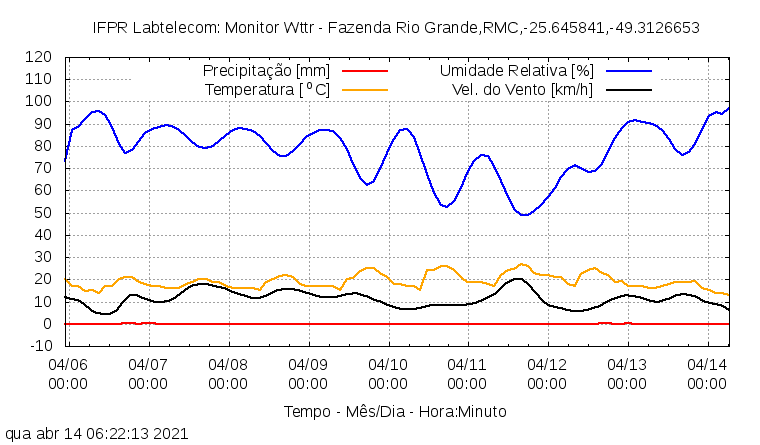 IFPR Labtelecom: Monitor Wttr - Fazenda Rio Grande,RMC,-25.645841,-49.3126653
120
110
100
90
80
70
60
50
40
30
20
10
0
-10
Precipitação [mm]
Temperatura [⁰C]
Umidade Relativa [%]
Vel. do Vento [km/h]
04/06 04/07 04/08 04/09 04/10 04/11 04/12 04/13 04/14
00:00 00:00 00:00 00:00 00:00 00:00 00:00 00:00 00:00
Tempo - Mês/Dia - Hora:Minuto
qua abr 14 06:22:13 2021